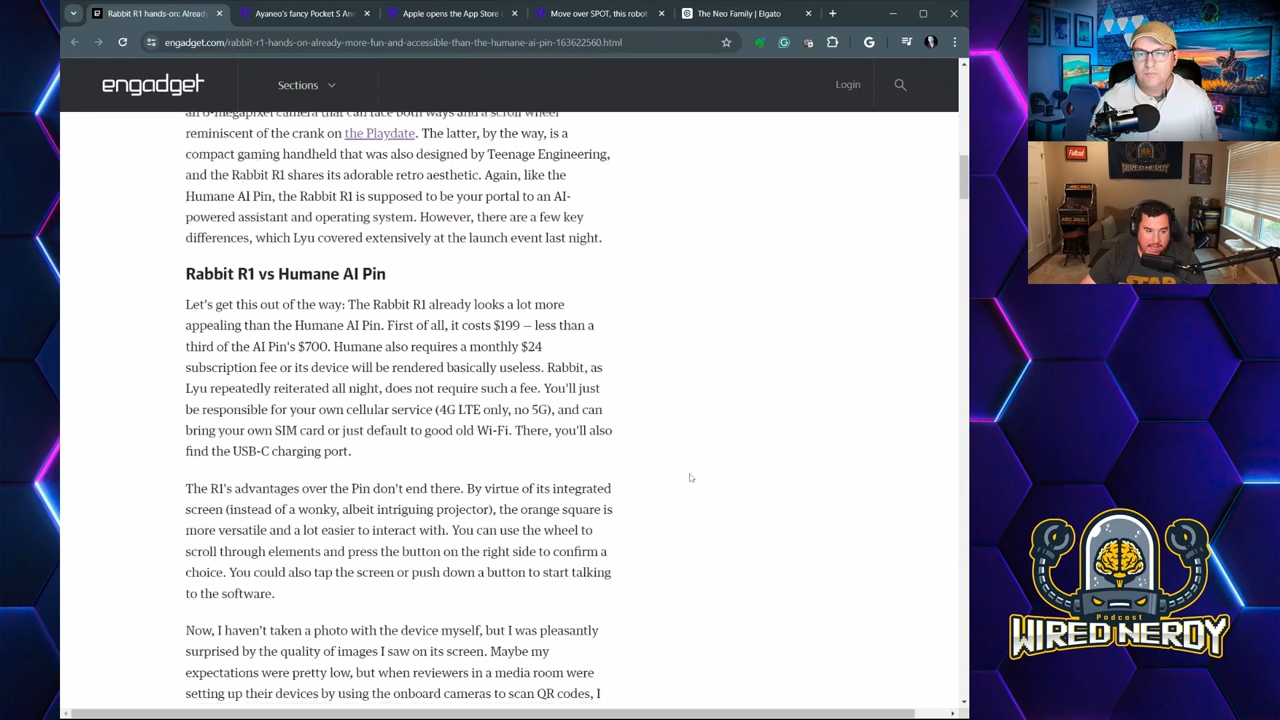 Rabbit R1 hands-on: Already
Ayaneo's fancy Pocket S An
Apple opens the App Store
Move over SPOT, this robot
The Neo Family | Elgato
engadget.com/rabbit-r1-hands-on-already-more-fun-and-accessible-than-the-humane-ai-pin-163622560.html
engadget
Sections
Login
an 8-megapixel camera that can face both ways and a scroll wheel
reminiscent of the crank on the Playdate. The latter, by the way, is a
compact gaming handheld that was also designed by Teenage Engineering,
and the Rabbit R1 shares its adorable retro aesthetic. Again, like the
Humane AI Pin, the Rabbit R1 is supposed to be your portal to an AI-
powered assistant and operating system. However, there are a few key
differences, which Lyu covered extensively at the launch event last night.
Rabbit R1 vs Humane AI Pin
Let's get this out of the way: The Rabbit R1 already looks a lot more
appealing than the Humane AI Pin. First of all, it costs $199 — less than a
third of the AI Pin's $700. Humane also requires a monthly $24
subscription fee or its device will be rendered basically useless. Rabbit, as
Lyu repeatedly reiterated all night, does not require such a fee. You'll just
be responsible for your own cellular service (4G LTE only, no 5G), and can
bring your own SIM card or just default to good old Wi-Fi. There, you'll also
find the USB-C charging port.
The R1's advantages over the Pin don't end there. By virtue of its integrated
screen (instead of a wonky, albeit intriguing projector), the orange square is
more versatile and a lot easier to interact with. You can use the wheel to
scroll through elements and press the button on the right side to confirm a
choice. You could also tap the screen or push down a button to start talking
to the software.
Now, I haven't taken a photo with the device myself, but I was pleasantly
surprised by the quality of images I saw on its screen. Maybe my
expectations were pretty low, but when reviewers in a media room were
setting up their devices by using the onboard cameras to scan QR codes, I
Fallout
WIRED NERDY
STAR
Podcast
WIRED NERDY